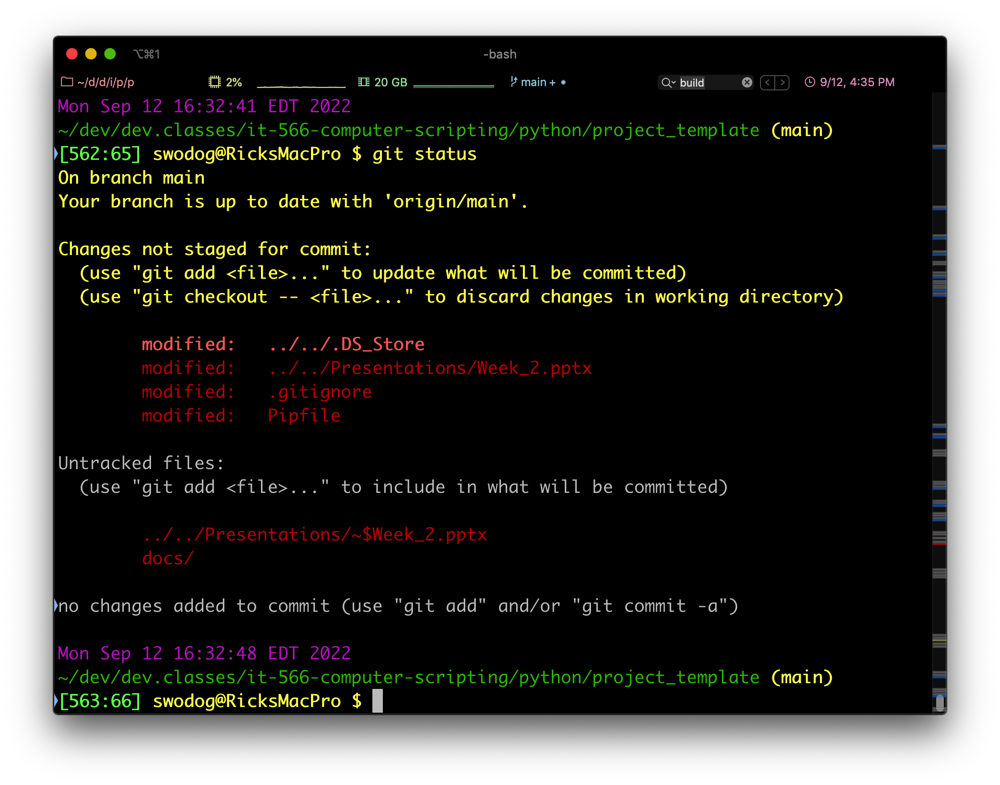 ⌥⌘1 -bash
~/d/d/i/p/p 2% 20 GB main + build 9/12, 4:35 PM
Mon Sep 12 16:32:41 EDT 2022
~/dev/dev.classes/it-566-computer-scripting/python/project_template (main)
[562:65] swodog@RicksMacPro $ git status
On branch main
Your branch is up to date with 'origin/main'.
Changes not staged for commit:
(use "git add <file>..." to update what will be committed)
(use "git checkout -- <file>..." to discard changes in working directory)
modified:   ../../.DS_Store
modified:   ../../Presentations/Week_2.pptx
modified:   .gitignore
modified:   Pipfile
Untracked files:
(use "git add <file>..." to include in what will be committed)
../../Presentations/~$Week_2.pptx
docs/
no changes added to commit (use "git add" and/or "git commit -a")
Mon Sep 12 16:32:48 EDT 2022
~/dev/dev.classes/it-566-computer-scripting/python/project_template (main)
[563:66] swodog@RicksMacPro $